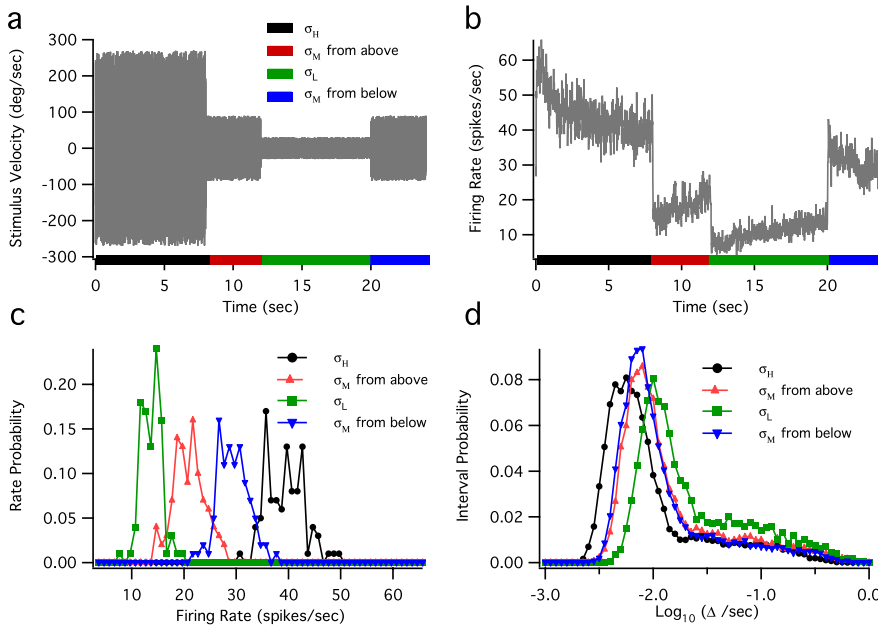 a
Stimulus Velocity (deg/sec)
300
200
100
0
-100
-200
-300
0
5
10
15
20
Time (sec)
σH
σM from above
σL
σM from below
b
Firing Rate (spikes/sec)
60
50
40
30
20
10
0
5
10
15
20
Time (sec)
c
Rate Probability
0.20
0.15
0.10
0.05
0.00
10
20
30
40
50
60
Firing Rate (spikes/sec)
σH
σM from above
σL
σM from below
d
Interval Probability
0.08
0.06
0.04
0.02
0.00
-3.0
-2.0
-1.0
0.0
Log10 (Δ /sec)
σH
σM from above
σL
σM from below